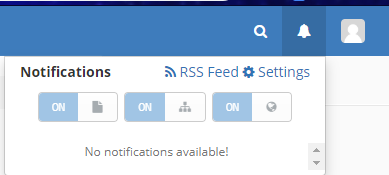 Notifications RSS Feed Settings
ON ON ON
No notifications available!